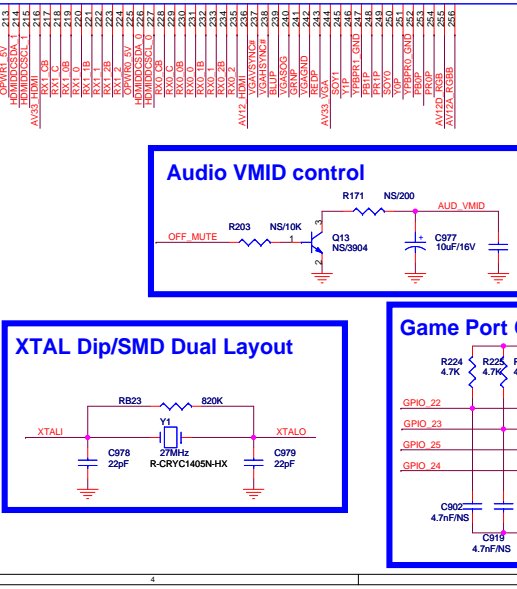 213 OPWR1_5V
214 HDMIDDCSDA_1
215 HDMIDDCSCL_1
216 AV33_HDMI
217 RX1_CB
218 RX1_C
219 RX1_0B
220 RX1_0
221 RX1_1B
222 RX1_1
223 RX1_2B
224 RX1_2
225 OPWR0_5V
226 HDMIDDCSDA_0
227 HDMIDDCSCL_0
228 RX0_CB
229 RX0_C
230 RX0_0B
231 RX0_0
232 RX0_1B
233 RX0_1
234 RX0_2B
235 RX0_2
236 AV12_HDMI
237 VGAVSYNC#
238 VGAHSYNC#
239 BLUP
240 VGASOG
241 GRNP
242 VGAGND
243 REDP
244 AV33_VGA
245 SOY1
246 Y1P
247 YPBPR1_GND
248 PB1P
249 PR1P
250 SOY0
251 Y0P
252 YPBPR0_GND
253 PB0P
254 PR0P
255 AV12D_RGB
256 AV12A_RGBB
Audio VMID control
R171 NS/200
AUD_VMID
OFF_MUTE
R203 NS/10K
1
3
2
Q13
NS/3904
+
C977
10uF/16V
XTAL Dip/SMD Dual Layout
RB23 820K
XTALI
Y1
XTALO
27MHz
R-CRYC1405N-HX
C978
22pF
C979
22pF
Game Port
R224
4.7K
R225
4.7K
GPIO_22
GPIO_23
GPIO_25
GPIO_24
C902
4.7nF/NS
C919
4.7nF/NS
4